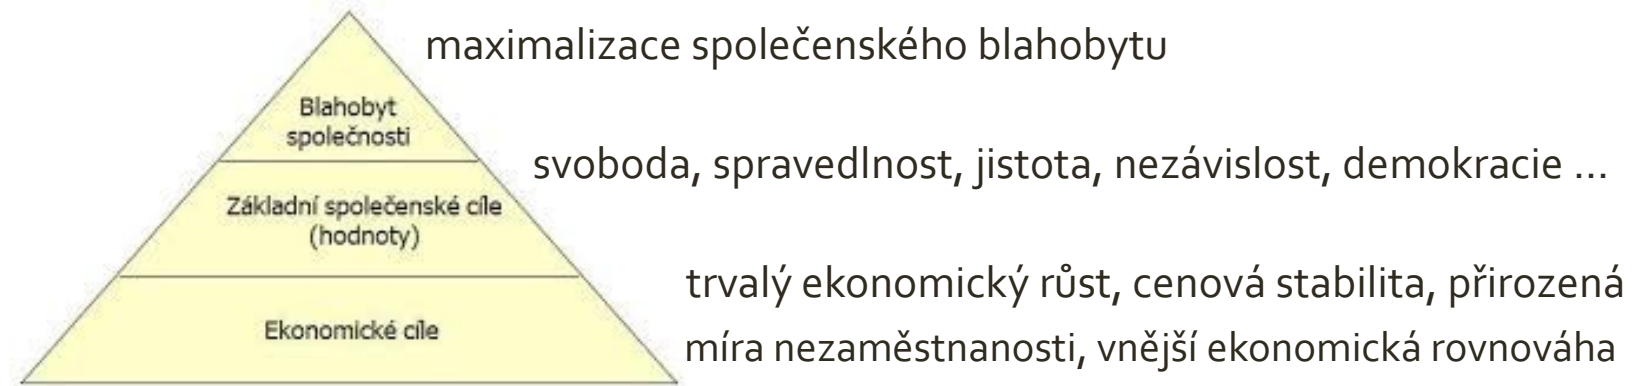 maximalizace společenského blahobytu
Blahobyt
společnosti
svoboda, spravedlnost, jistota, nezávislost, demokracie ...
Základní společenské cíle
(hodnoty)
trvalý ekonomický růst, cenová stabilita, přirozená
míra nezaměstnanosti, vnější ekonomická rovnováha
Ekonomické cíle